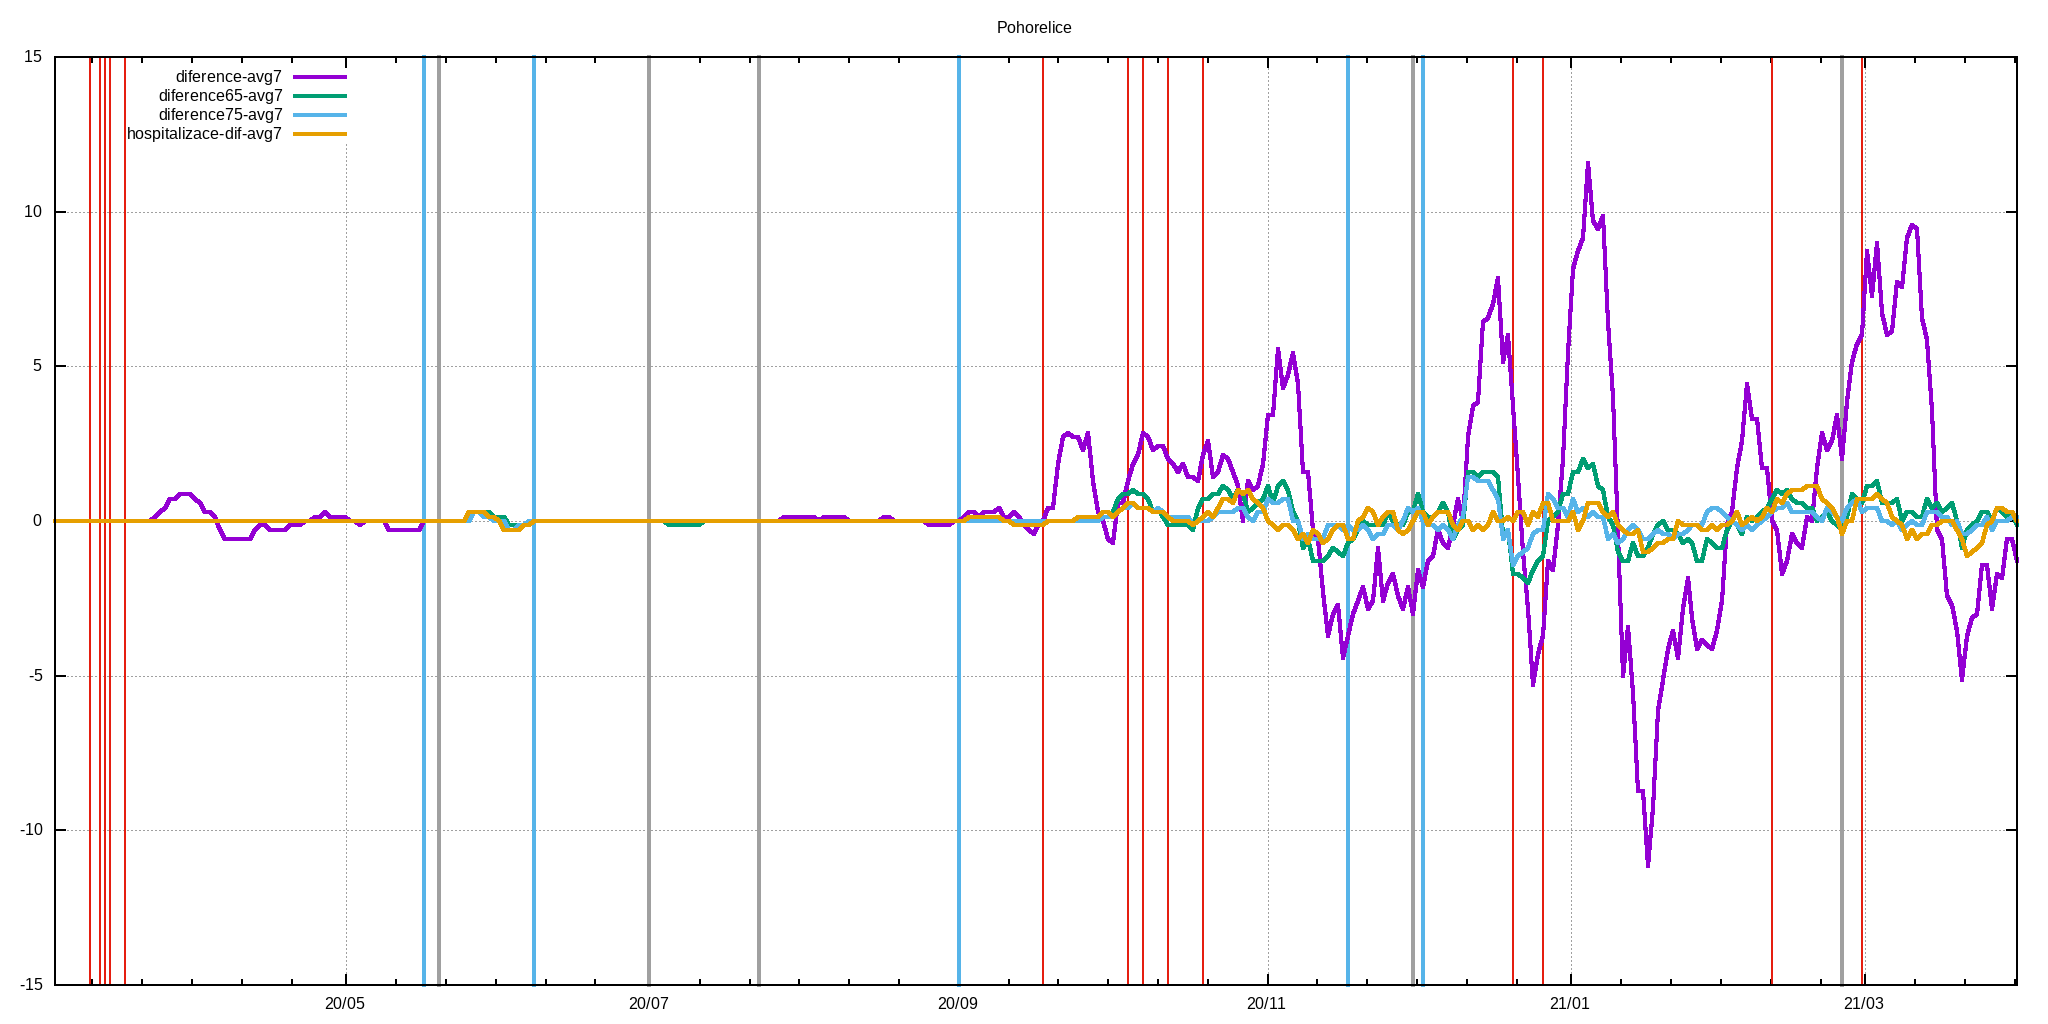 Pohorelice
15
diference-avg7
diference65-avg7
diference75-avg7
hospitalizace-dif-avg7
10
5
0
-5
-10
-15
20/05 20/07 20/09 20/11 21/01 21/03